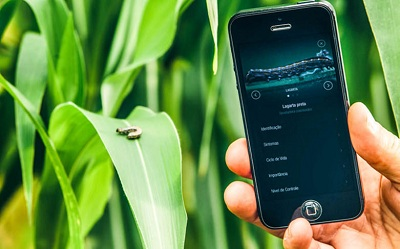 LAGARTA
Lagarta preta
Identificação
Sintomas
Ciclo de Vida
Importância
Nível de Controle